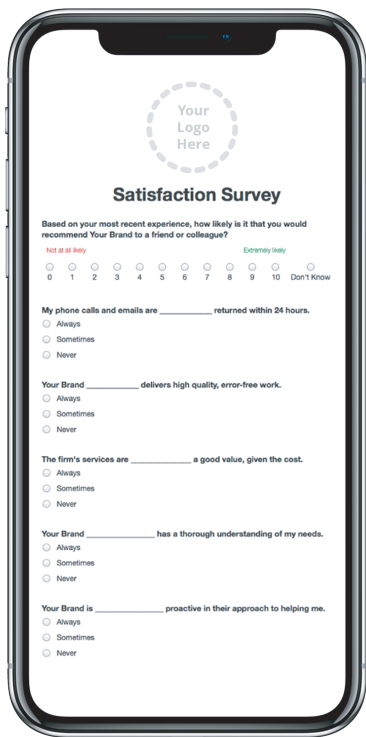 Your
Logo
Here
Satisfaction Survey
Based on your most recent experience, how likely is it that you would
recommend Your Brand to a friend or colleague?
Not at all likely Extremely likely
0 1 2 3 4 5 6 7 8 9 10 Don't Know
My phone calls and emails are ____________ returned within 24 hours.
Always
Sometimes
Never
Your Brand ____________ delivers high quality, error-free work.
Always
Sometimes
Never
The firm's services are ______________ a good value, given the cost.
Always
Sometimes
Never
Your Brand ________________ has a thorough understanding of my needs.
Always
Sometimes
Never
Your Brand is ________________ proactive in their approach to helping me.
Always
Sometimes
Never